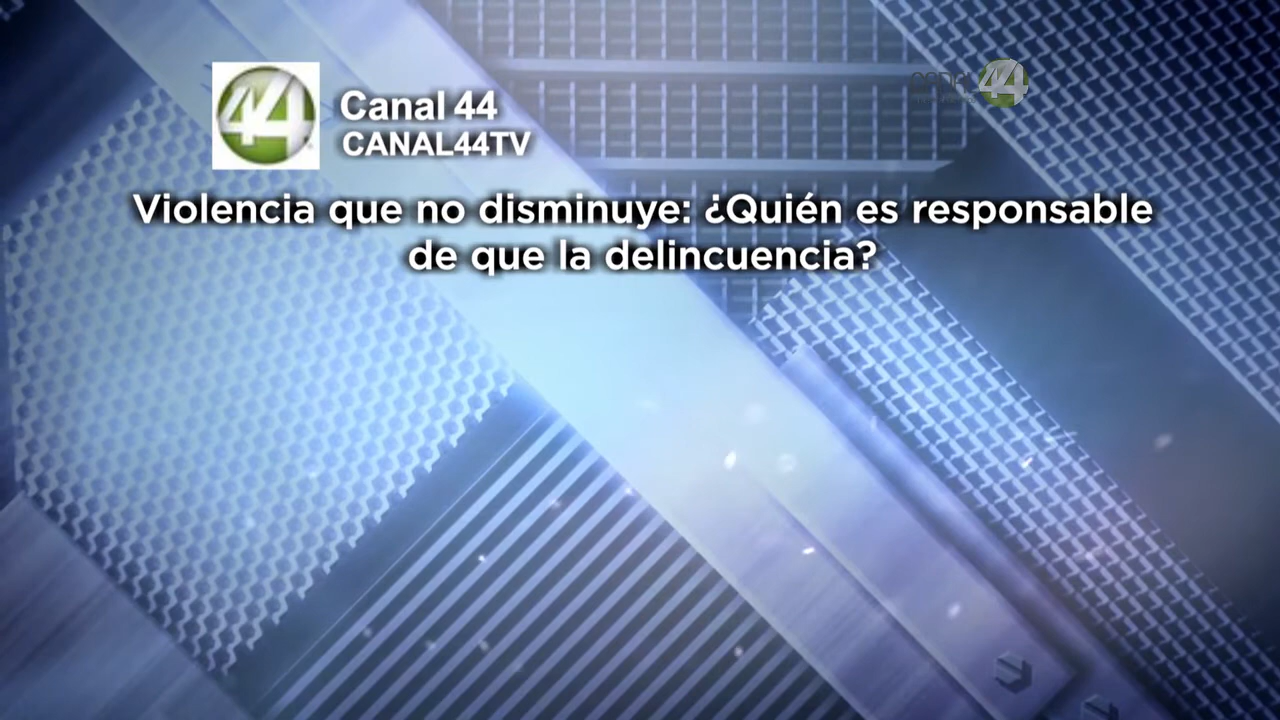 44
Canal 44
CANAL44TV
44
Violencia que no disminuye: ¿Quién es responsable
de que la delincuencia?